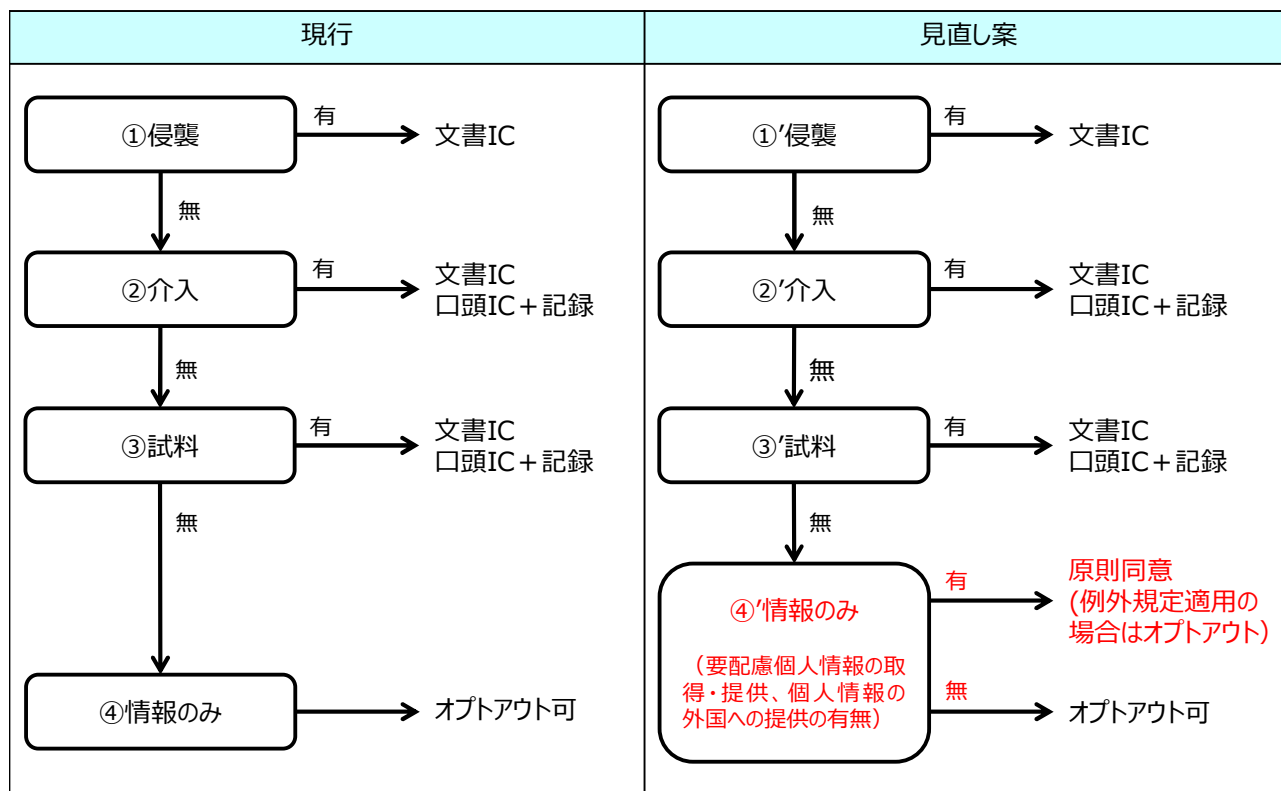 現行
①侵襲
有
文書IC
無
②介入
有
文書IC
口頭IC＋記録
無
③試料
有
文書IC
口頭IC＋記録
無
④情報のみ
オプトアウト可
見直し案
①’侵襲
有
文書IC
無
②’介入
有
文書IC
口頭IC＋記録
無
③’試料
有
文書IC
口頭IC＋記録
無
④’情報のみ
（要配慮個人情報の取
得・提供、個人情報の
外国への提供の有無）
有
原則同意
(例外規定適用の
場合はオプトアウト）
無
オプトアウト可